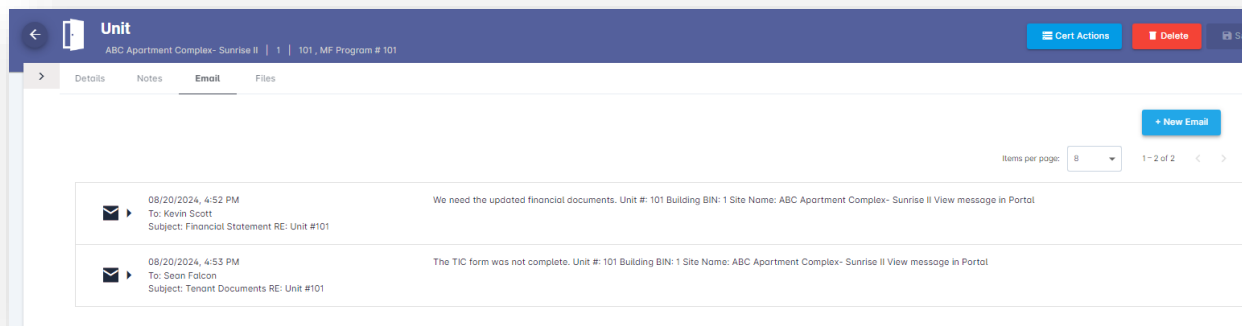 Unit
ABC Apartment Complex- Sunrise II | 1 | 101 , MF Program # 101
Cert Actions
Delete
Details Notes Email Files
+ New Email
Items per page: 8 1 – 2 of 2
08/20/2024, 4:52 PM
To: Kevin Scott
Subject: Financial Statement RE: Unit #101
We need the updated financial documents. Unit #: 101 Building BIN: 1 Site Name: ABC Apartment Complex- Sunrise II View message in Portal
08/20/2024, 4:53 PM
To: Sean Falcon
Subject: Tenant Documents RE: Unit #101
The TIC form was not complete. Unit #: 101 Building BIN: 1 Site Name: ABC Apartment Complex- Sunrise II View message in Portal